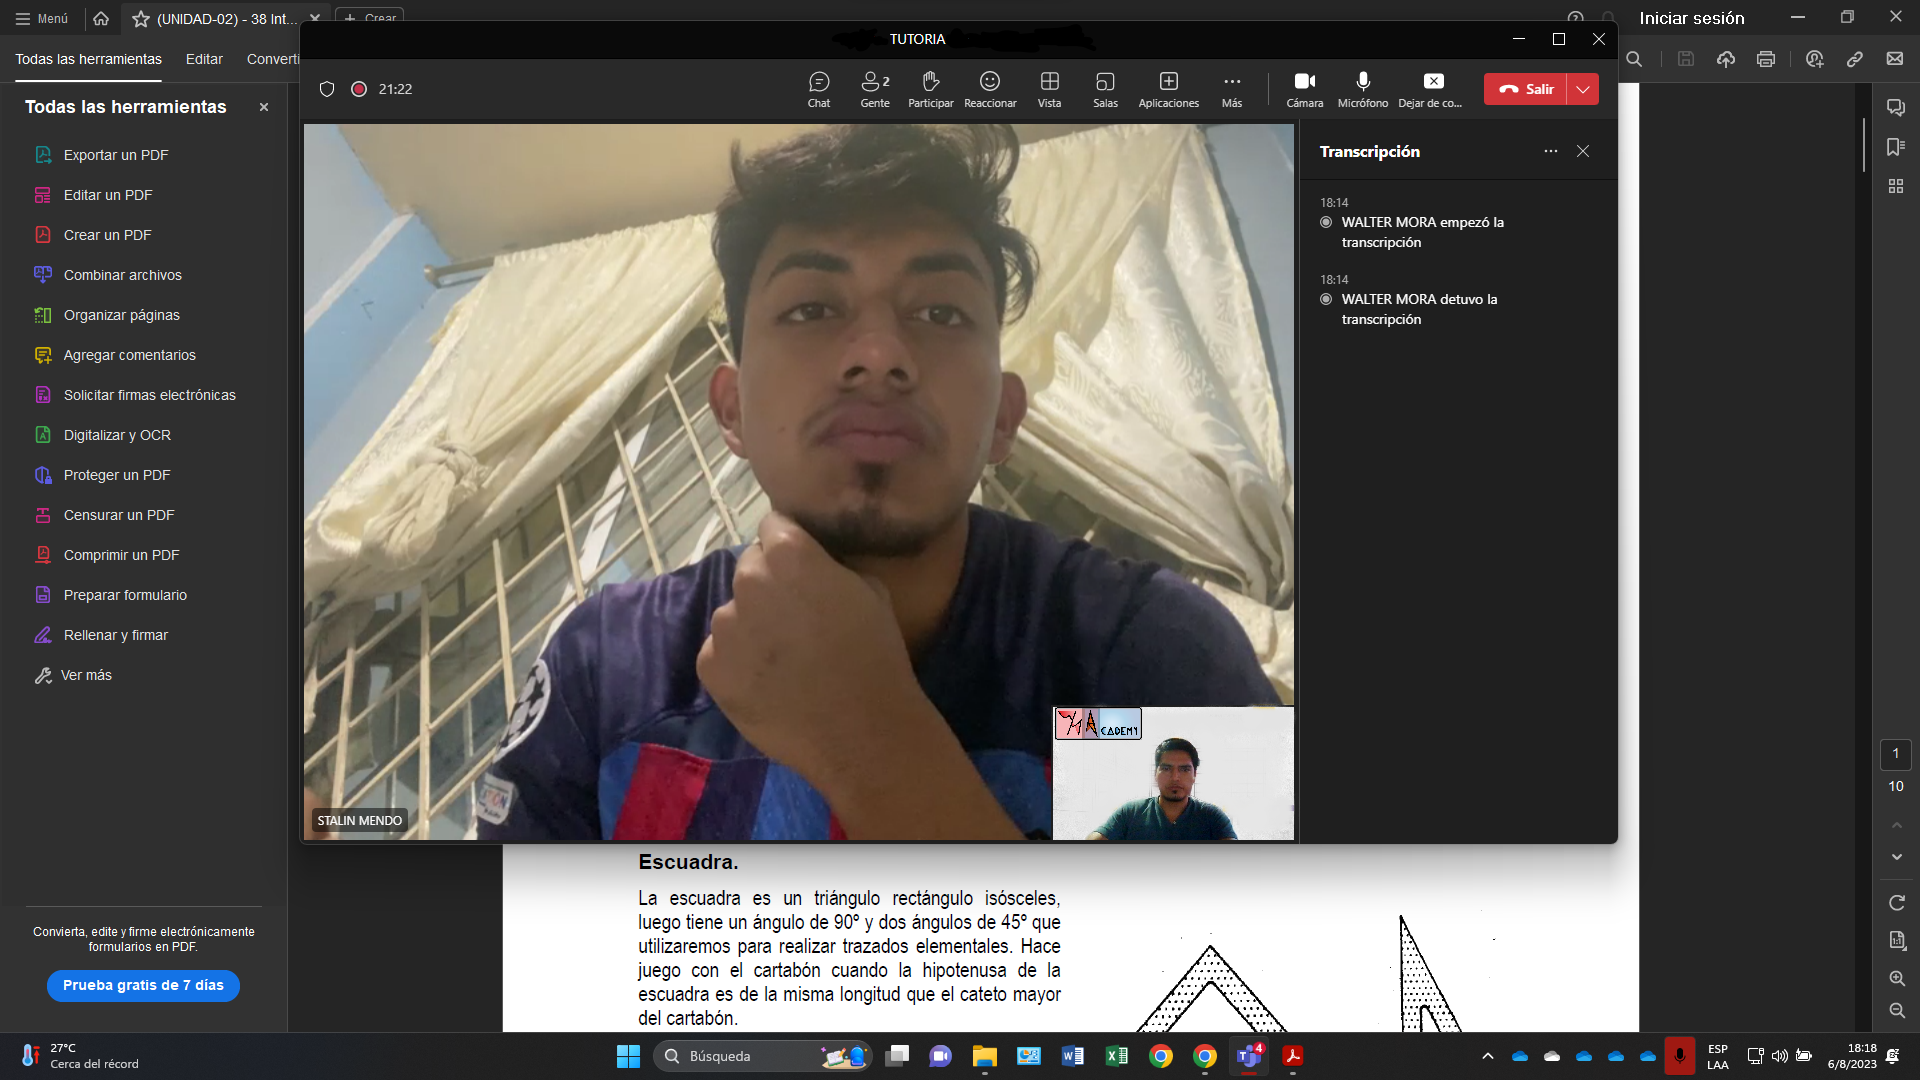 Menú
(UNIDAD-02) - 38 Int...
Crear
Iniciar sesión
Todas las herramientas
Editar
Converti
TUTORIA
21:22
Chat
Gente
2
Participar
Reaccionar
Vista
Salas
Aplicaciones
Más
Cámara
Micrófono
Dejar de co...
Salir
Todas las herramientas
Exportar un PDF
Editar un PDF
Crear un PDF
Combinar archivos
Organizar páginas
Agregar comentarios
Solicitar firmas electrónicas
Digitalizar y OCR
Proteger un PDF
Censurar un PDF
Comprimir un PDF
Preparar formulario
Rellenar y firmar
Ver más
Convierta, edite y firme electrónicamente
formularios en PDF.
Prueba gratis de 7 días
Transcripción
18:14
WALTER MORA empezó la
transcripción
18:14
WALTER MORA detuvo la
transcripción
CADEMY
STALIN MENDO
1
10
Escuadra.
La escuadra es un triángulo rectángulo isósceles,
luego tiene un ángulo de 90º y dos ángulos de 45º que
utilizaremos para realizar trazados elementales. Hace
juego con el cartabón cuando la hipotenusa de la
escuadra es de la misma longitud que el cateto mayor
del cartabón.
27°C
Cerca del récord
Búsqueda
4
ESP
LAA
18:18
6/8/2023